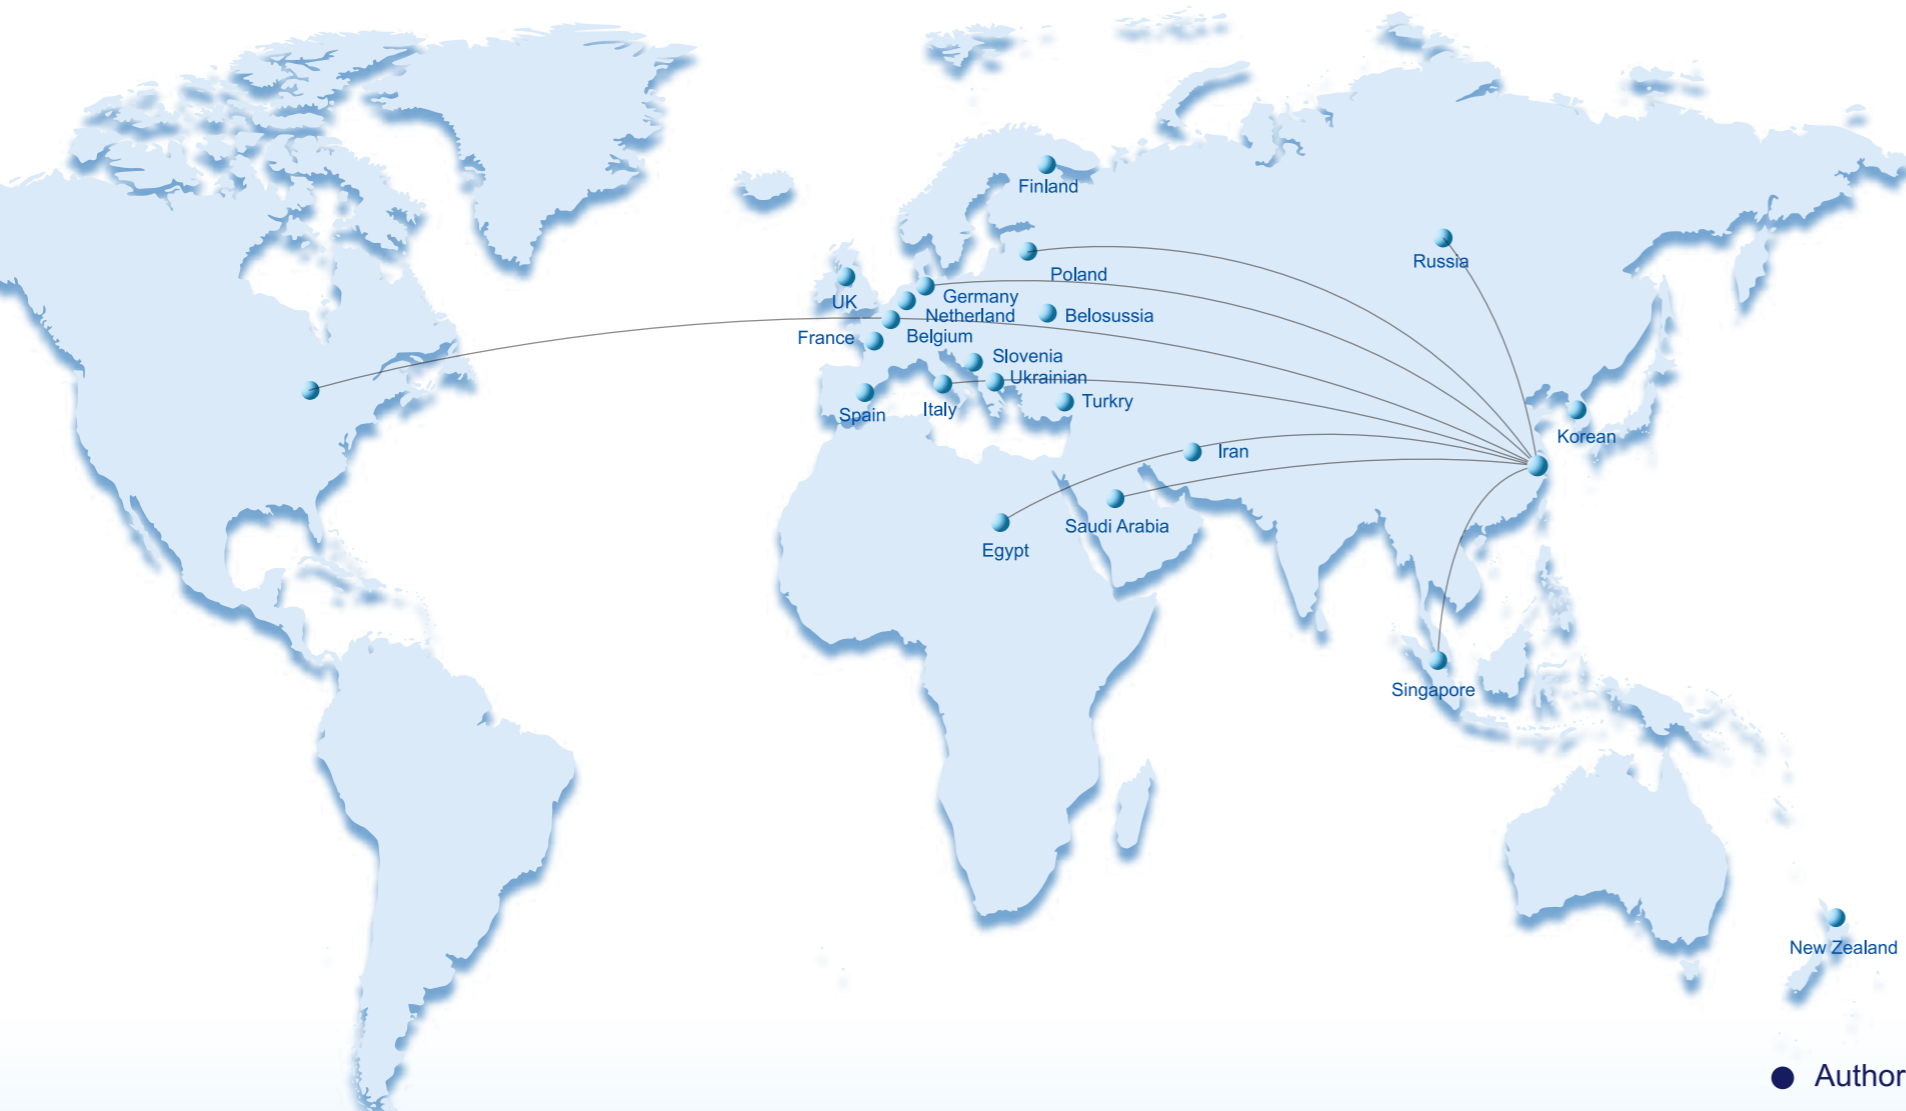 Finland
Russia
Poland
UK
Germany
Netherland
Belosussia
France
Belgium
Slovenia
Ukrainian
Turkry
Italy
Spain
Korean
Iran
Saudi Arabia
Egypt
Singapore
New Zealand
Author